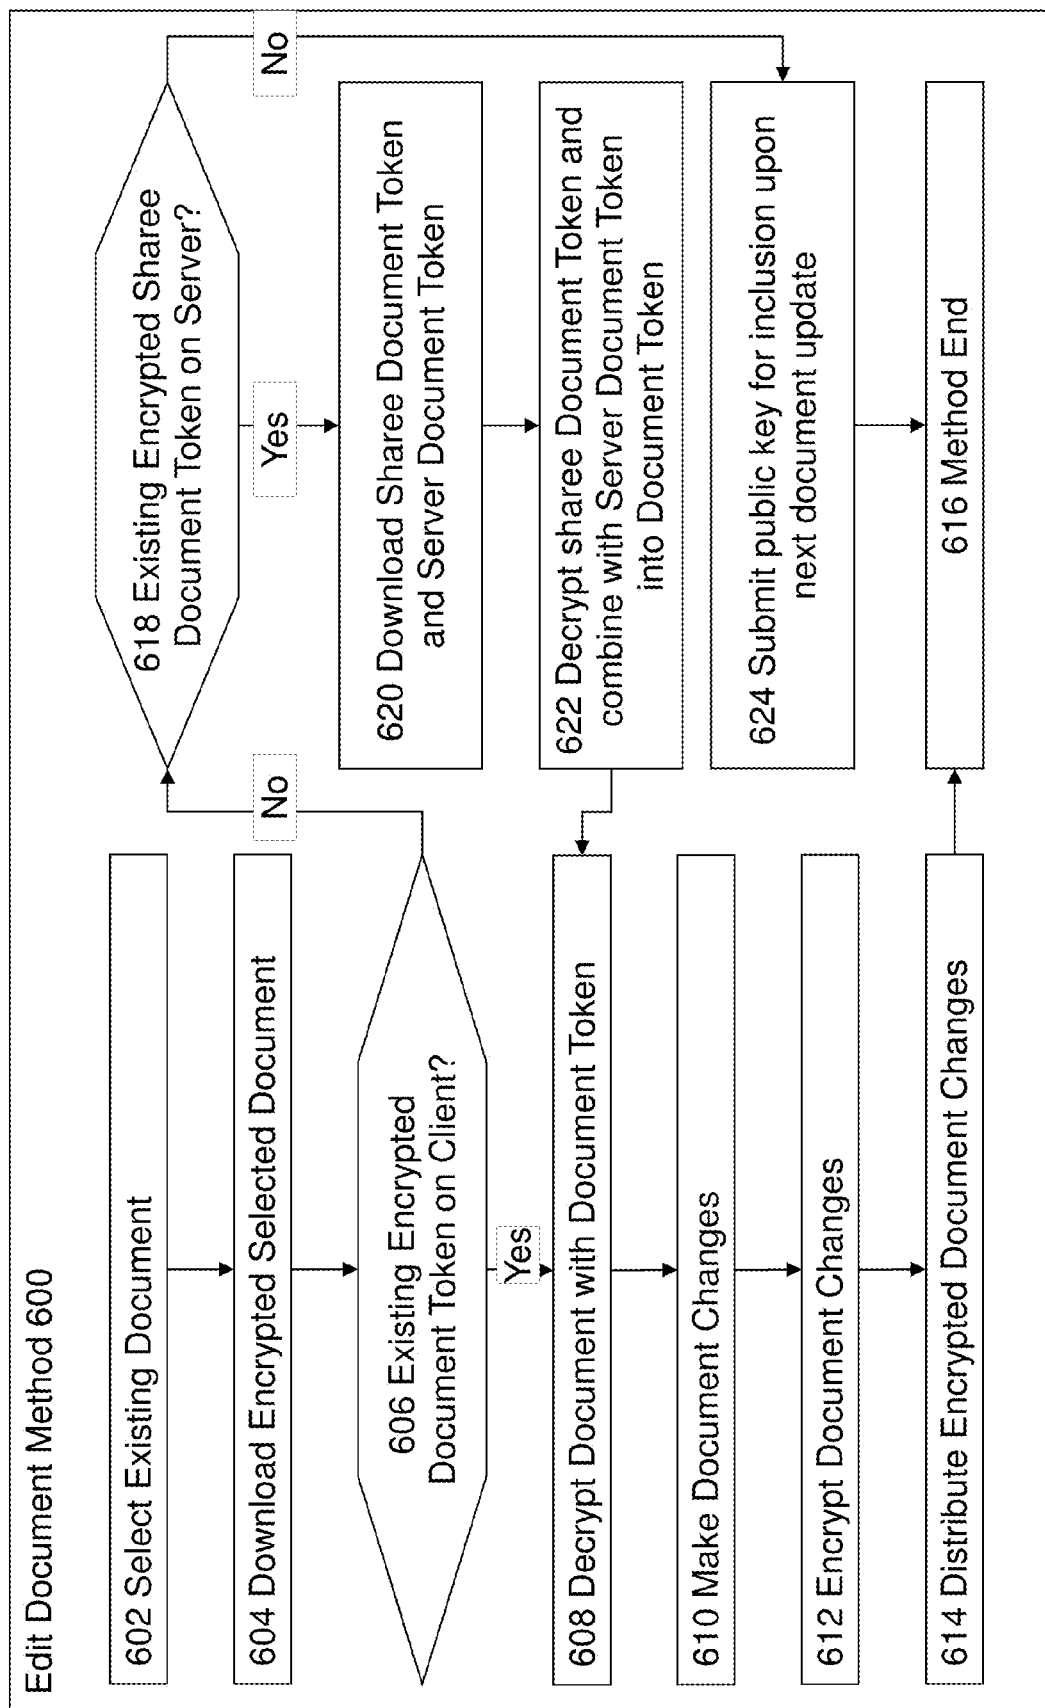 Edit Document Method 600
602 Select Existing Document
604 Download Encrypted Selected Document
606 Existing Encrypted
Document Token on Client?
Yes
No
608 Decrypt Document with Document Token
610 Make Document Changes
612 Encrypt Document Changes
614 Distribute Encrypted Document Changes
618 Existing Encrypted Sharee
Document Token on Server?
Yes
No
620 Download Sharee Document Token
and Server Document Token
622 Decrypt sharee Document Token and
combine with Server Document Token
into Document Token
624 Submit public key for inclusion upon
next document update
616 Method End